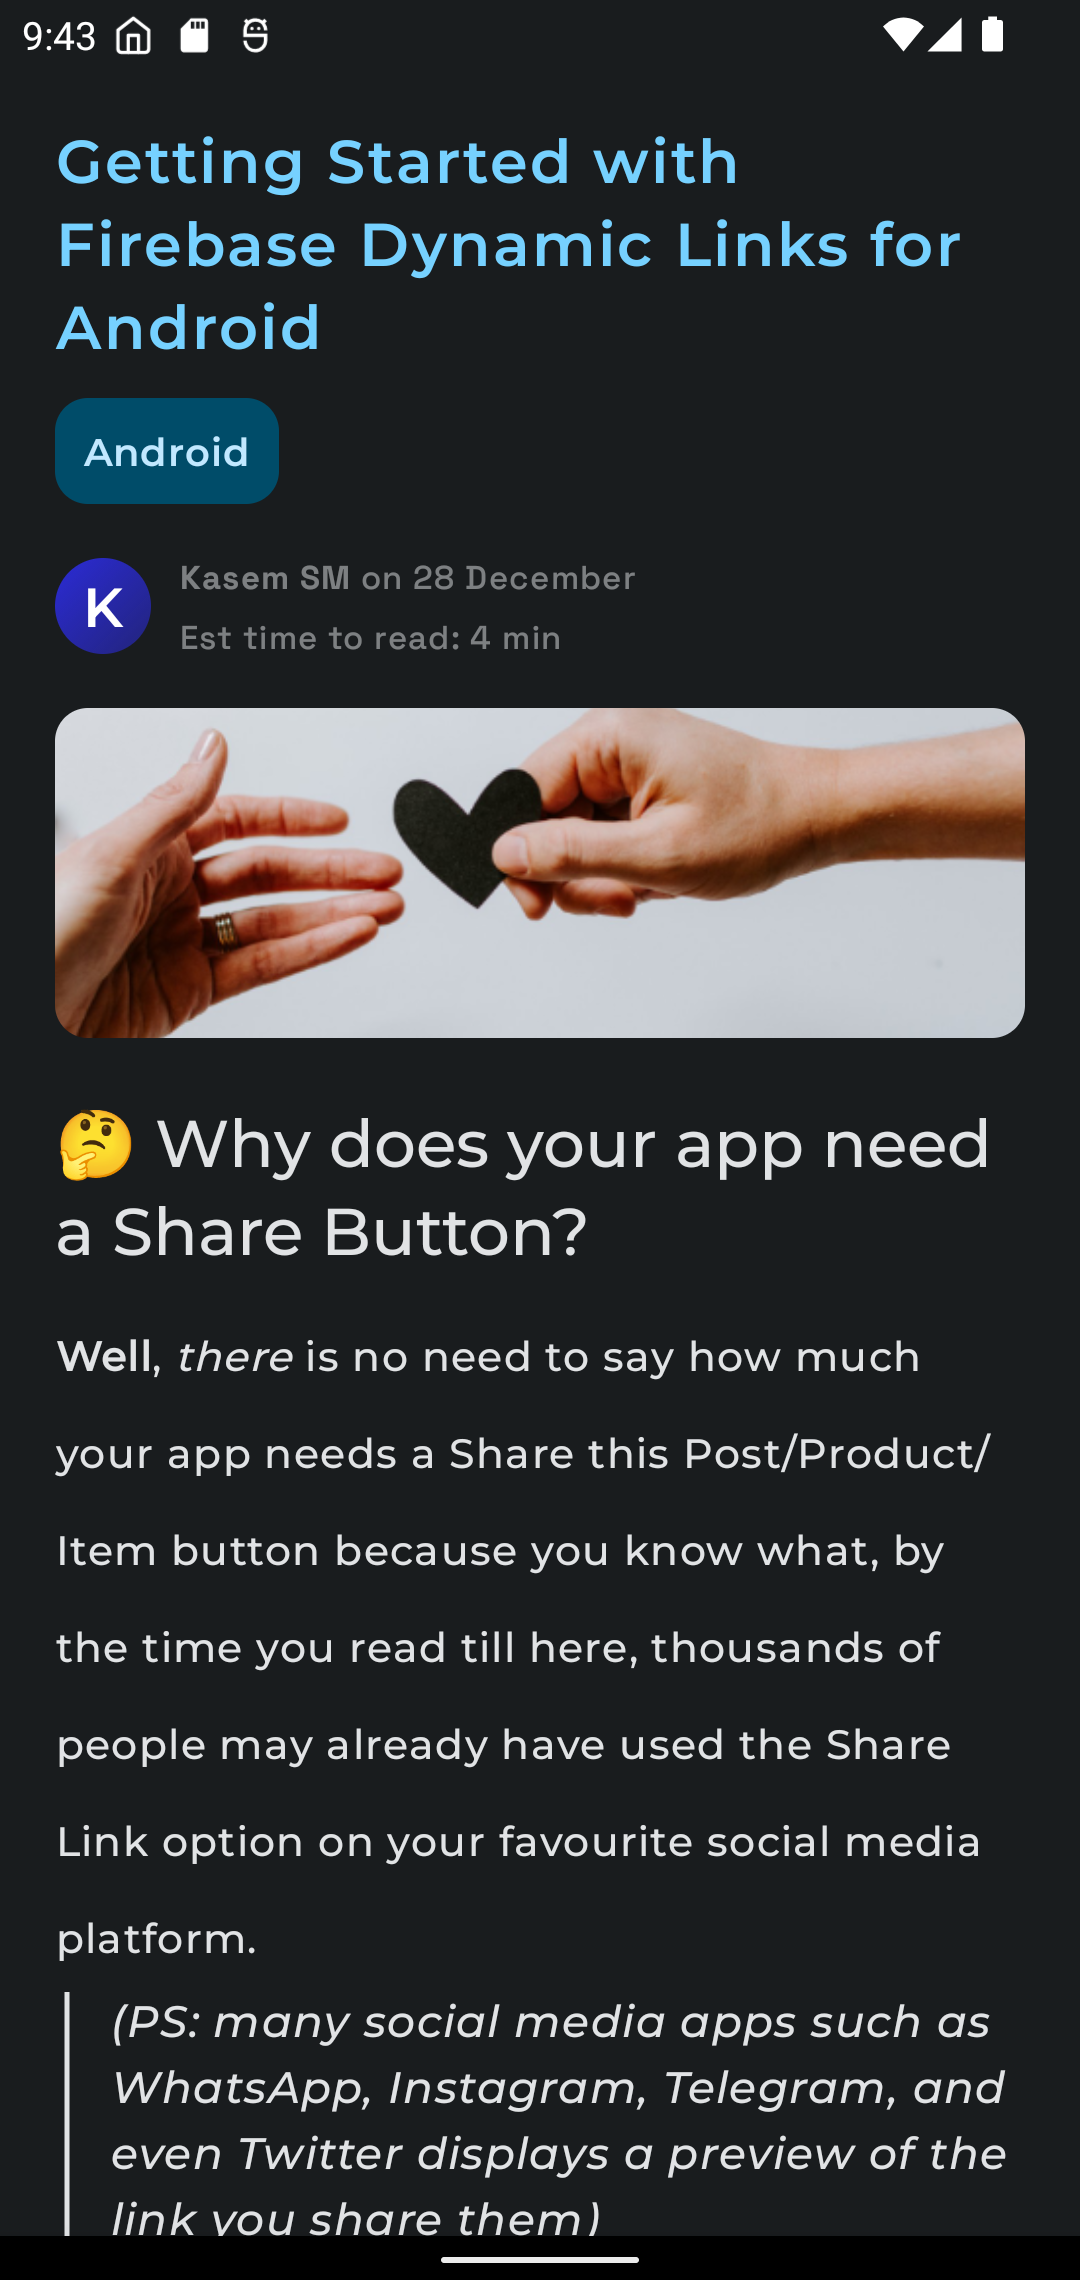 9:43
Getting Started with
Firebase Dynamic Links for
Android
Android
K
Kasem SM on 28 December
Est time to read: 4 min
🤔 Why does your app need
a Share Button?
Well, there is no need to say how much
your app needs a Share this Post/Product/
Item button because you know what, by
the time you read till here, thousands of
people may already have used the Share
Link option on your favourite social media
platform.
(PS: many social media apps such as
WhatsApp, Instagram, Telegram, and
even Twitter displays a preview of the
link you share them)